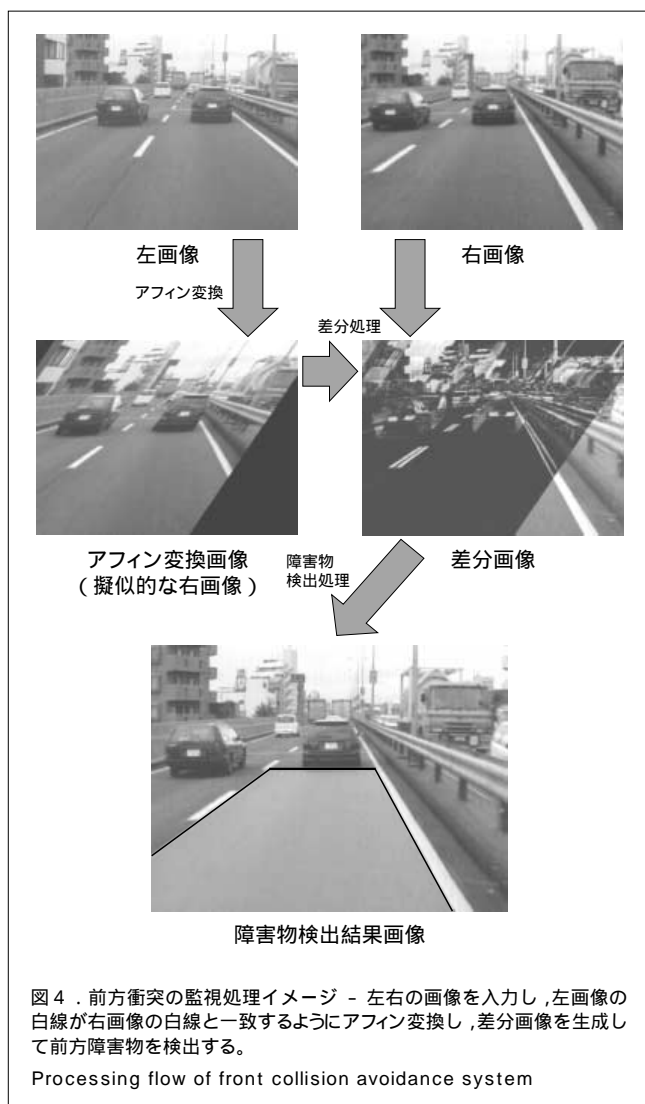 左画像
右画像
アフィン変換
差分処理
アフィン変換画像
(擬似的な右画像)
差分画像
障害物
検出処理
障害物検出結果画像
図4．前方衝突の監視処理イメージ － 左右の画像を入力し，左画像の
白線が右画像の白線と一致するようにアフィン変換し，差分画像を生成し
て前方障害物を検出する。
Processing flow of front collision avoidance system